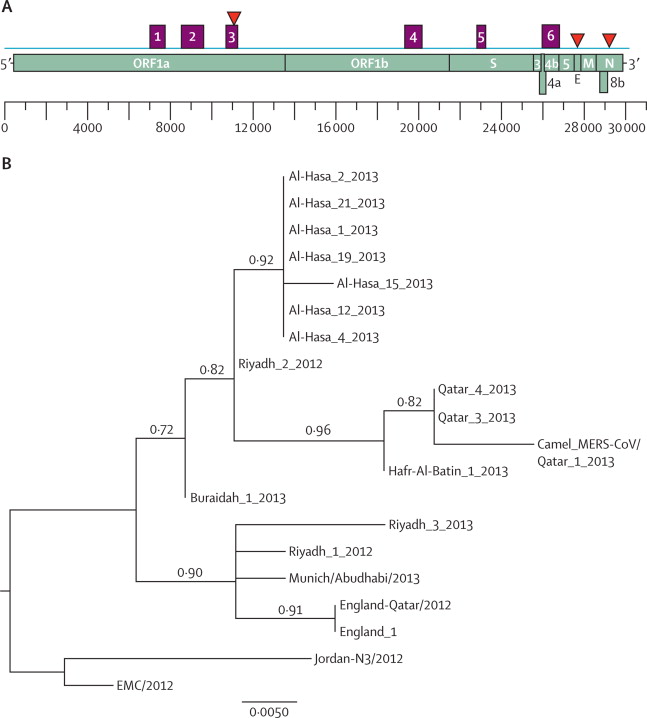 A
1 2 3 4 5 6
5′ ORF1a ORF1b S 3 4b 5 M N 3′
4a E 8b
0 4000 8000 12 000 16 000 20 000 24 000 28 000 30 000
B
Al-Hasa_2_2013
Al-Hasa_21_2013
Al-Hasa_1_2013
0·92 Al-Hasa_19_2013
Al-Hasa_15_2013
Al-Hasa_12_2013
Al-Hasa_4_2013
0·82 Riyadh_2_2012
Qatar_4_2013
0·82
Qatar_3_2013
0·96
Camel_MERS-CoV/
Qatar_1_2013
0·72
Hafr-Al-Batin_1_2013
Buraidah_1_2013
Riyadh_3_2013
Riyadh_1_2012
0·90 Munich/Abudhabi/2013
0·91 England-Qatar/2012
England_1
Jordan-N3/2012
EMC/2012
0·0050